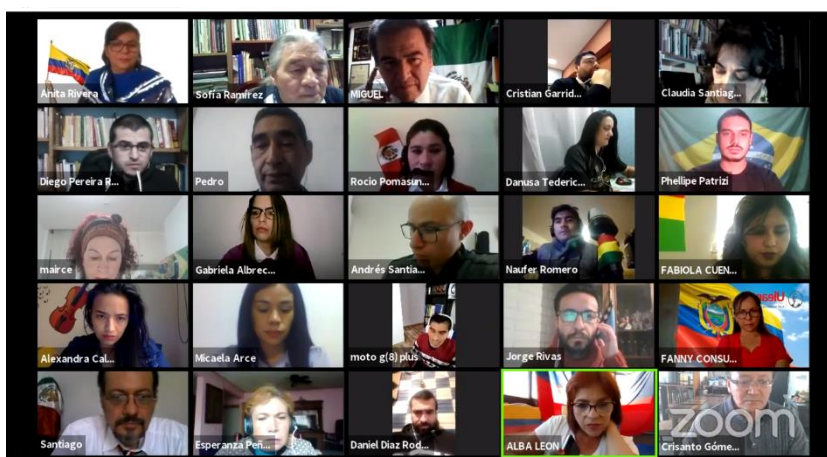 Anita Rivera
Sofía Ramírez
MIGUEL
Cristian Garrid...
Claudia Santiag...
Diego Pereira R...
Pedro
Rocio Pomasun...
Danusa Tederic...
Phellipe Patrizi
mairce
Gabriela Albrec...
Andrés Santia...
Naufer Romero
FABIOLA CUEN...
Alexandra Cal...
Micaela Arce
moto g(8) plus
Jorge Rivas
Uleam
FANNY CONSU...
Santiago
Esperanza Peñ...
Daniel Diaz Rod...
ALBA LEON
zoom
Crisanto Góme...